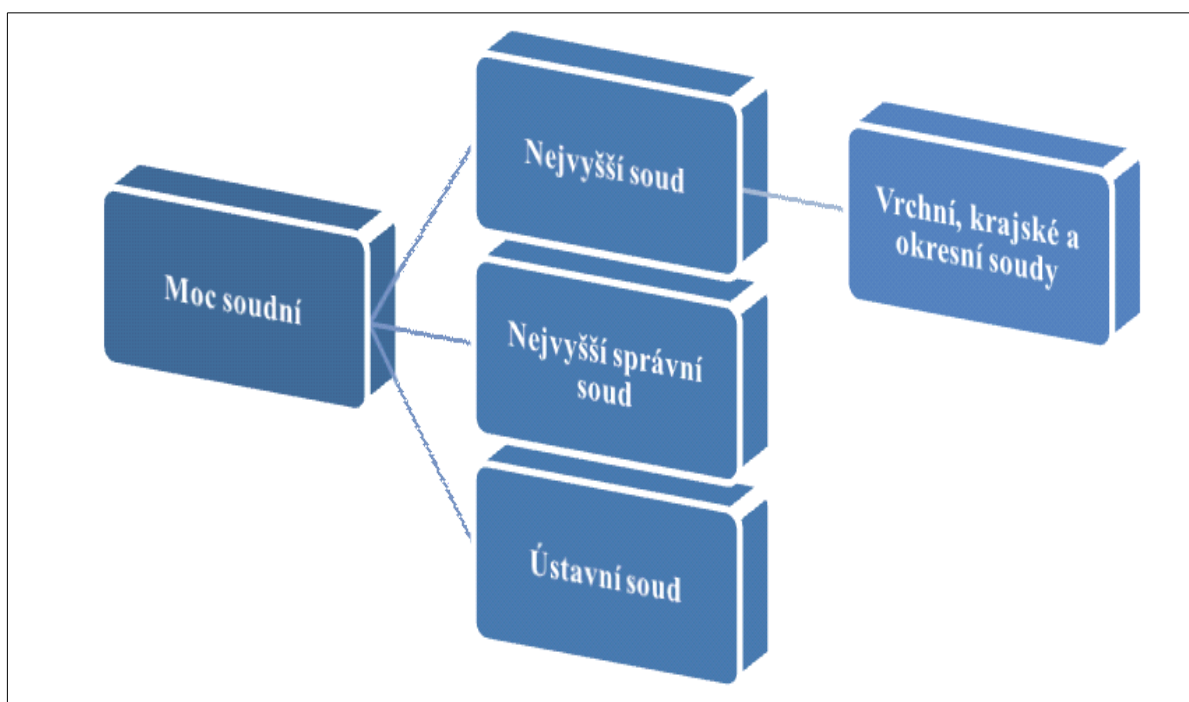 Moc soudní
Nejvyšší soud
Nejvyšší správní
soud
Ústavní soud
Vrchní, krajské a
okresní soudy